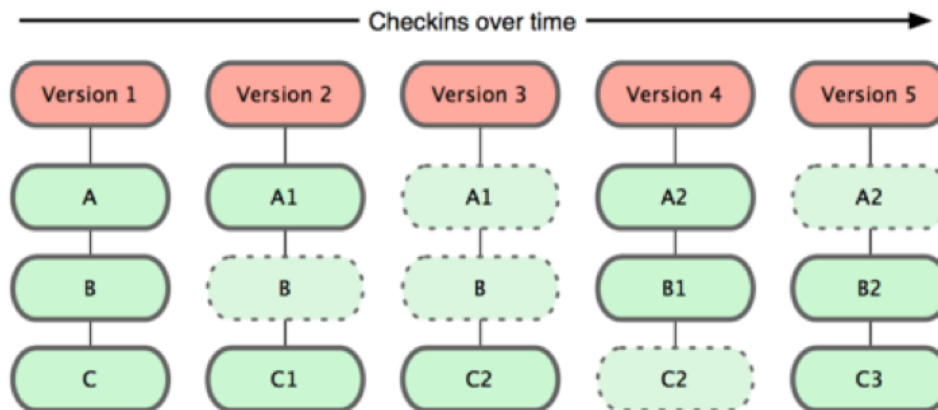 Checkins over time
Version 1 Version 2 Version 3 Version 4 Version 5
A A1 A1 A2 A2
B B B B1 B2
C C1 C2 C2 C3